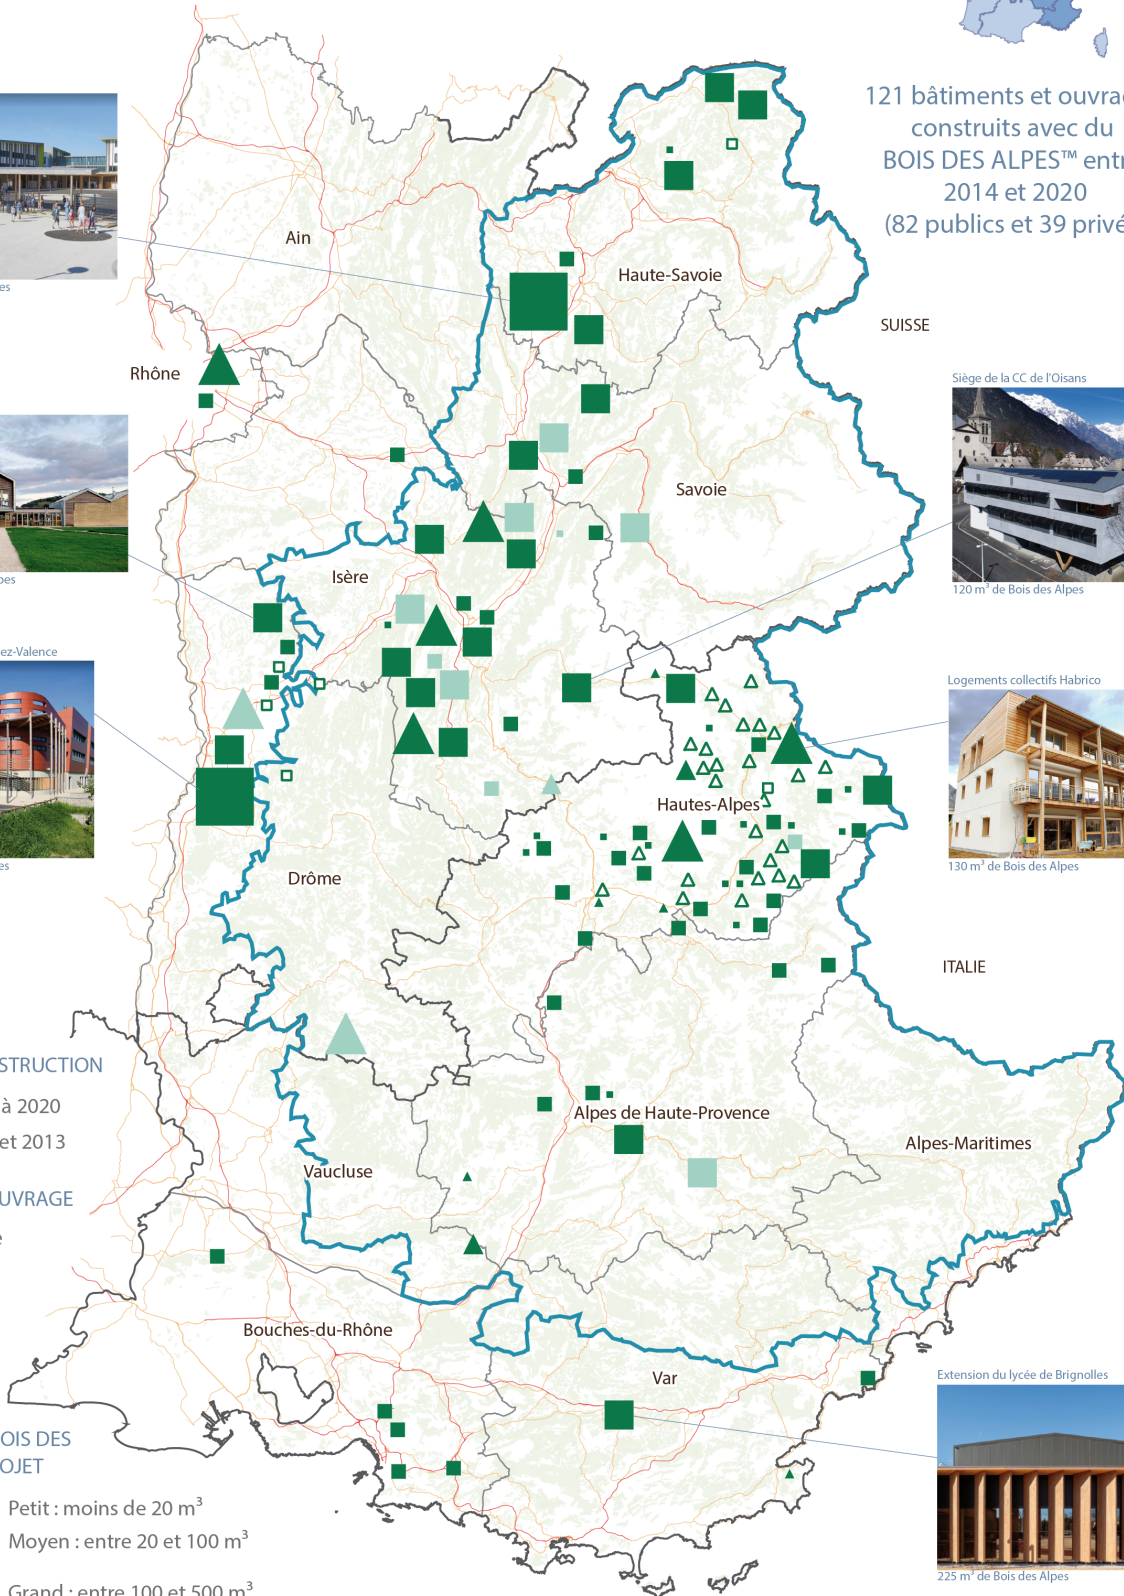 121 bâtiments et ouvra
construits avec du
BOIS DES ALPES™ ent
2014 et 2020
(82 publics et 39 privé
Ain
Haute-Savoie
es
SUISSE
Rhône
Siège de la CC de l'Oisans
Savoie
120 m³ de Bois des Alpes
Isère
pes
ez-Valence
Logements collectifs Habrico
Hautes-Alpes
130 m³ de Bois des Alpes
es
Drôme
ITALIE
STRUCTION
à 2020
et 2013
Alpes de Haute-Provence
Alpes-Maritimes
Vaucluse
UVRAGE
e
Bouches-du-Rhône
Var
Extension du lycée de Brignolles
OIS DES
OJET
Petit : moins de 20 m³
Moyen : entre 20 et 100 m³
225 m³ de Bois des Alpes
Grand : entre 100 et 500 m³